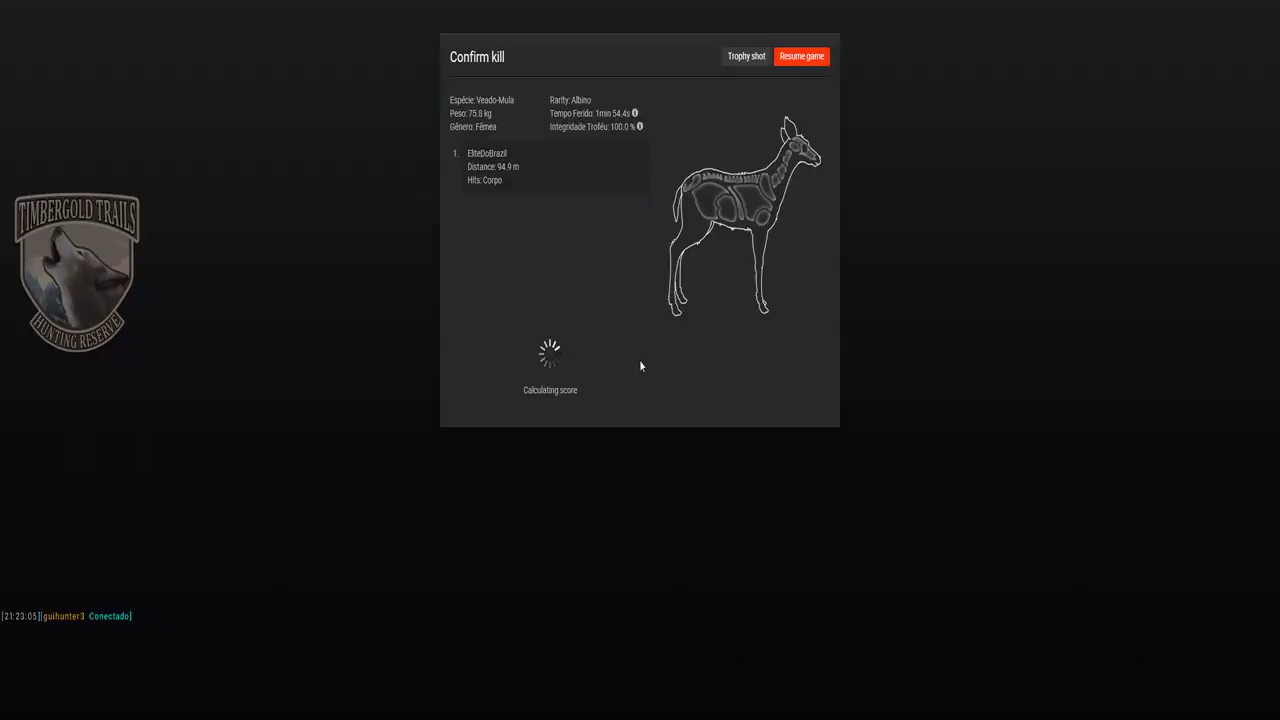 Confirm kill
Trophy shot
Resume game
Espécie: Veado-Mula
Rarity: Albino
Peso: 75.8 kg
Tempo Ferido: 1min 54.4s
Gênero: Fêmea
Integridade Troféu: 100.0 %
1. EliteDoBrazil
Distance: 94.9 m
Hits: Corpo
TIMBERGOLD TRAILS
HUNTING RESERVE
Calculating score
[21:23:05][guihunter3 Conectado]